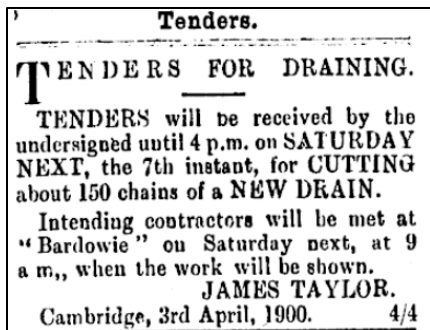 Tenders.
TENDERS FOR DRAINING.
TENDERS will be received by the
undersigned until 4 p.m. on SATURDAY
NEXT, the 7th instant, for CUTTING
about 150 chains of a NEW DRAIN.
Intending contractors will be met at
"Bardowie" on Saturday next, at 9
a m,, when the work will be shown.
JAMES TAYLOR.
Cambridge, 3rd April, 1900. 4/4